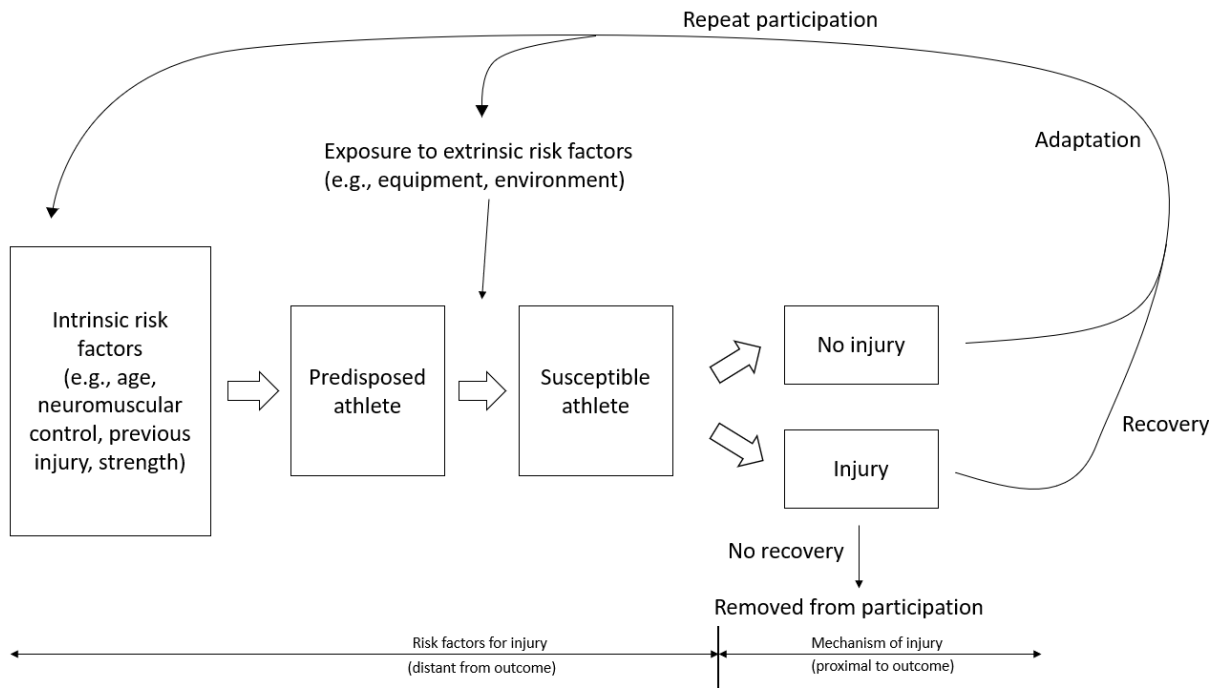 Repeat participation
Adaptation
Exposure to extrinsic risk factors
(e.g., equipment, environment)
Intrinsic risk
factors
(e.g., age,
neuromuscular
control, previous
injury, strength)
Predisposed
athlete
Susceptible
athlete
No injury
Recovery
Injury
No recovery
Removed from participation
Risk factors for injury
(distant from outcome)
Mechanism of injury
(proximal to outcome)